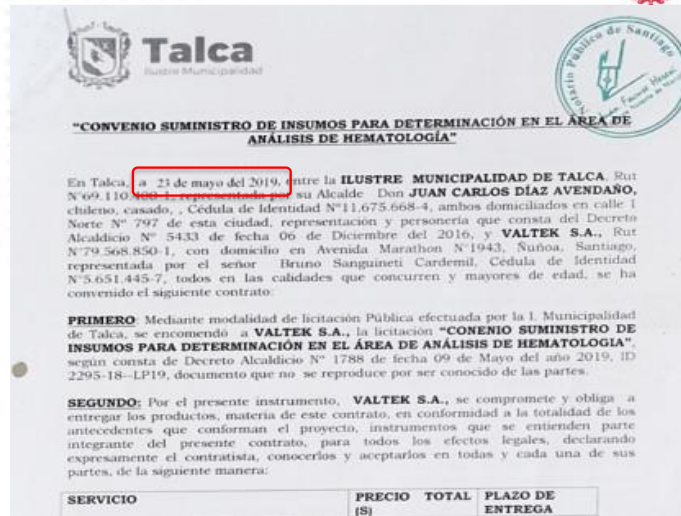 Talca
Ilustre Municipalidad
Notario Público de Santiago
"CONVENIO SUMINISTRO DE INSUMOS PARA DETERMINACIÓN EN EL ÁREA DE
ANÁLISIS DE HEMATOLOGÍA"
En Talca, a 23 de mayo del 2019, entre la ILUSTRE MUNICIPALIDAD DE TALCA, Rut
N°69.110.400-1, representada por su Alcalde Don JUAN CARLOS DÍAZ AVENDAÑO,
chileno, casado, , Cédula de Identidad N°11.675.668-4, ambos domiciliados en calle 1
Norte N° 797 de esta ciudad, representación y personería que consta del Decreto
Alcaldicio N° 5433 de fecha 06 de Diciembre del 2016, y VALTEK S.A., Rut
N°79.568.850-1, con domicilio en Avenida Marathon N°1943, Ñuñoa, Santiago,
representada por el señor Bruno Sanguineti Cardemil, Cédula de Identidad
N°5.651.445-7, todos en las calidades que concurren y mayores de edad, se ha
convenido el siguiente contrato:
PRIMERO: Mediante modalidad de licitación Pública efectuada por la I. Municipalidad
de Talca, se encomendó a VALTEK S.A., la licitación "CONENIO SUMINISTRO DE
INSUMOS PARA DETERMINACIÓN EN EL ÁREA DE ANÁLISIS DE HEMATOLOGIA",
según consta de Decreto Alcaldicio N° 1788 de fecha 09 de Mayo del año 2019, ID
2295-18--LP19, documento que no se reproduce por ser conocido de las partes.
SEGUNDO: Por el presente instrumento, VALTEK S.A., se compromete y obliga a
entregar los productos, materia de este contrato, en conformidad a la totalidad de los
antecedentes que conforman el proyecto, instrumentos que se entienden parte
integrante del presente contrato, para todos los efectos legales, declarando
expresamente el contratista, conocerlos y aceptarlos en todas y cada una de sus
partes, de la siguiente manera:
SERVICIO PRECIO TOTAL PLAZO DE
(S) ENTREGA